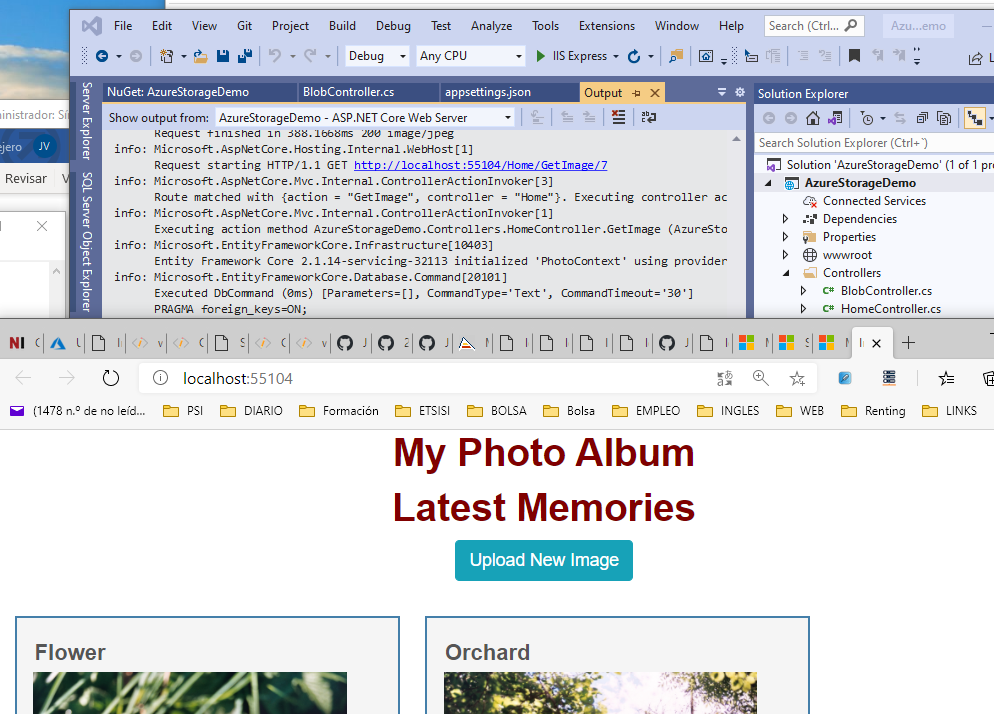 File Edit View Git Project Build Debug Test Analyze Tools Extensions Window Help Search (Ctrl... Azu...emo
Debug Any CPU IIS Express
NuGet: AzureStorageDemo BlobController.cs appsettings.json Output
Show output from: AzureStorageDemo - ASP.NET Core Web Server
Request finished in 388.1668ms 200 image/jpeg
info: Microsoft.AspNetCore.Hosting.Internal.WebHost[1]
Request starting HTTP/1.1 GET http://localhost:55104/Home/GetImage/7
info: Microsoft.AspNetCore.Mvc.Internal.ControllerActionInvoker[3]
Route matched with {action = "GetImage", controller = "Home"}. Executing controller ac
info: Microsoft.AspNetCore.Mvc.Internal.ControllerActionInvoker[1]
Executing action method AzureStorageDemo.Controllers.HomeController.GetImage (AzureSto
info: Microsoft.EntityFrameworkCore.Infrastructure[10403]
Entity Framework Core 2.1.14-servicing-32113 initialized 'PhotoContext' using provider
info: Microsoft.EntityFrameworkCore.Database.Command[20101]
Executed DbCommand (0ms) [Parameters=[], CommandType='Text', CommandTimeout='30']
PRAGMA foreign_keys=ON;
Server Explorer
SQL Server Object Explorer
Solution Explorer
Search Solution Explorer (Ctrl+¨)
Solution 'AzureStorageDemo' (1 of 1 pr
AzureStorageDemo
Connected Services
Dependencies
Properties
wwwroot
Controllers
C# BlobController.cs
C# HomeController.cs
ministrador: Sí
ejero JV
Revisar V
localhost:55104
(1478 n.º de no leíd... PSI DIARIO Formación ETSISI BOLSA Bolsa EMPLEO INGLES WEB Renting LINKS
My Photo Album
Latest Memories
Upload New Image
Flower
Orchard